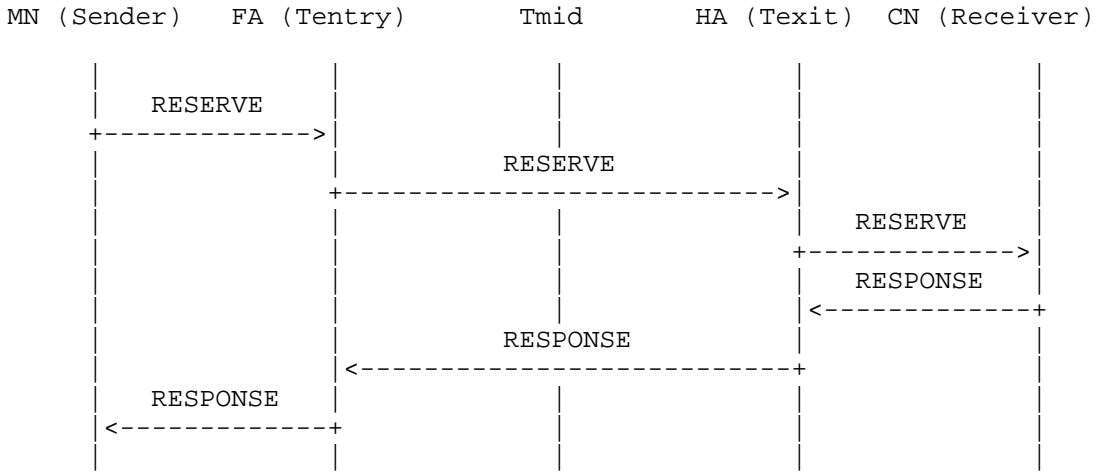 MN (Sender) FA (Tentry) Tmid HA (Texit) CN (Receiver)
RESERVE
RESERVE
RESERVE
RESPONSE
RESPONSE
RESPONSE